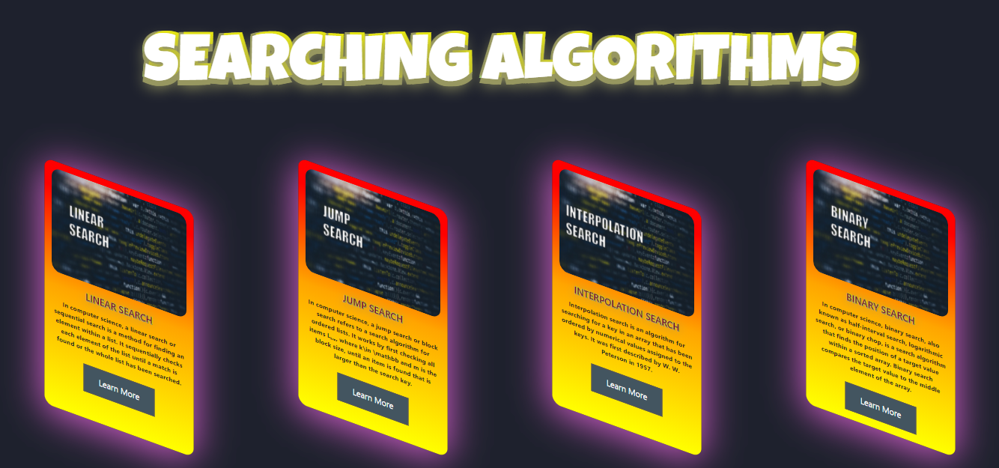 SEARCHING ALGORITHMS
LINEAR
SEARCH
LINEAR SEARCH
In computer science, a linear search or
sequential search is a method for finding an
element within a list. It sequentially checks
each element of the list until a match is
found or the whole list has been searched.
Learn More
JUMP
SEARCH
JUMP SEARCH
In computer science, a jump search or block
search refers to a search algorithm for
ordered lists. It works by first checking all
items Lₖₘ, where k\in \mathbb and m is the
block size, until an item is found that is
larger than the search key.
Learn More
INTERPOLATION
SEARCH
INTERPOLATION SEARCH
Interpolation search is an algorithm for
searching for a key in an array that has been
ordered by numerical values assigned to the
keys. It was first described by W. W.
Peterson in 1957.
Learn More
BINARY
SEARCH
BINARY SEARCH
In computer science, binary search, also
known as half-interval search, logarithmic
search, or binary chop, is a search algorithm
that finds the position of a target value
within a sorted array. Binary search
compares the target value to the middle
element of the array.
Learn More